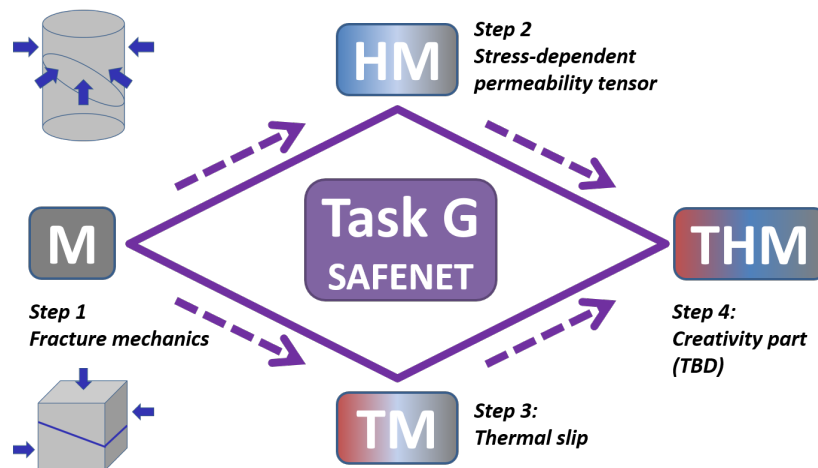 Step 2
HM
Stress-dependent
permeability tensor
Task G
SAFENET
M
THM
Step 1
Fracture mechanics
Step 4:
Creativity part
(TBD)
TM
Step 3:
Thermal slip